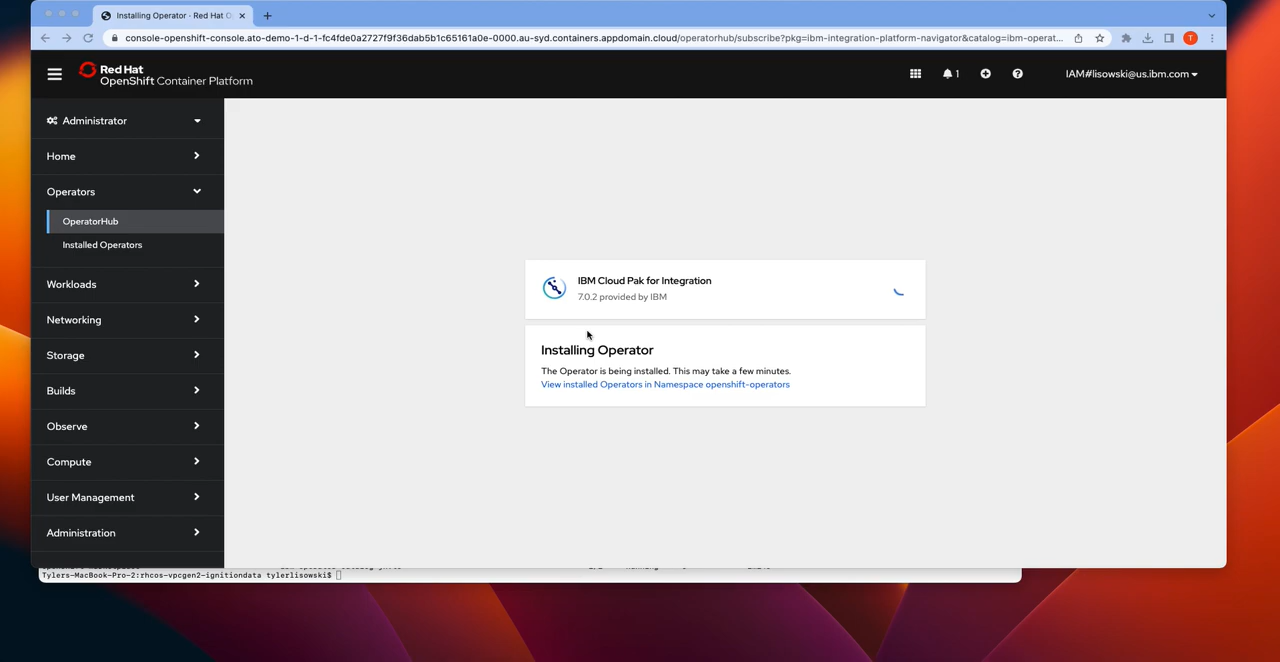 Installing Operator · Red Hat O
console-openshift-console.ato-demo-1-d-1-fc4fde0a2727f9f36dab5b1c65161a0e-0000.au-syd.containers.appdomain.cloud/operatorhub/subscribe?pkg=ibm-integration-platform-navigator&catalog=ibm-operat...
T
Red Hat
OpenShift Container Platform
1
IAM#lisowski@us.ibm.com
Administrator
Home
Operators
OperatorHub
Installed Operators
Workloads
Networking
Storage
Builds
Observe
Compute
User Management
Administration
IBM Cloud Pak for Integration
7.0.2 provided by IBM
Installing Operator
The Operator is being installed. This may take a few minutes.
View installed Operators in Namespace openshift-operators
Tylers-MacBook-Pro-2:rhcos-vpcgen2-ignitiondata tylerlisowski$